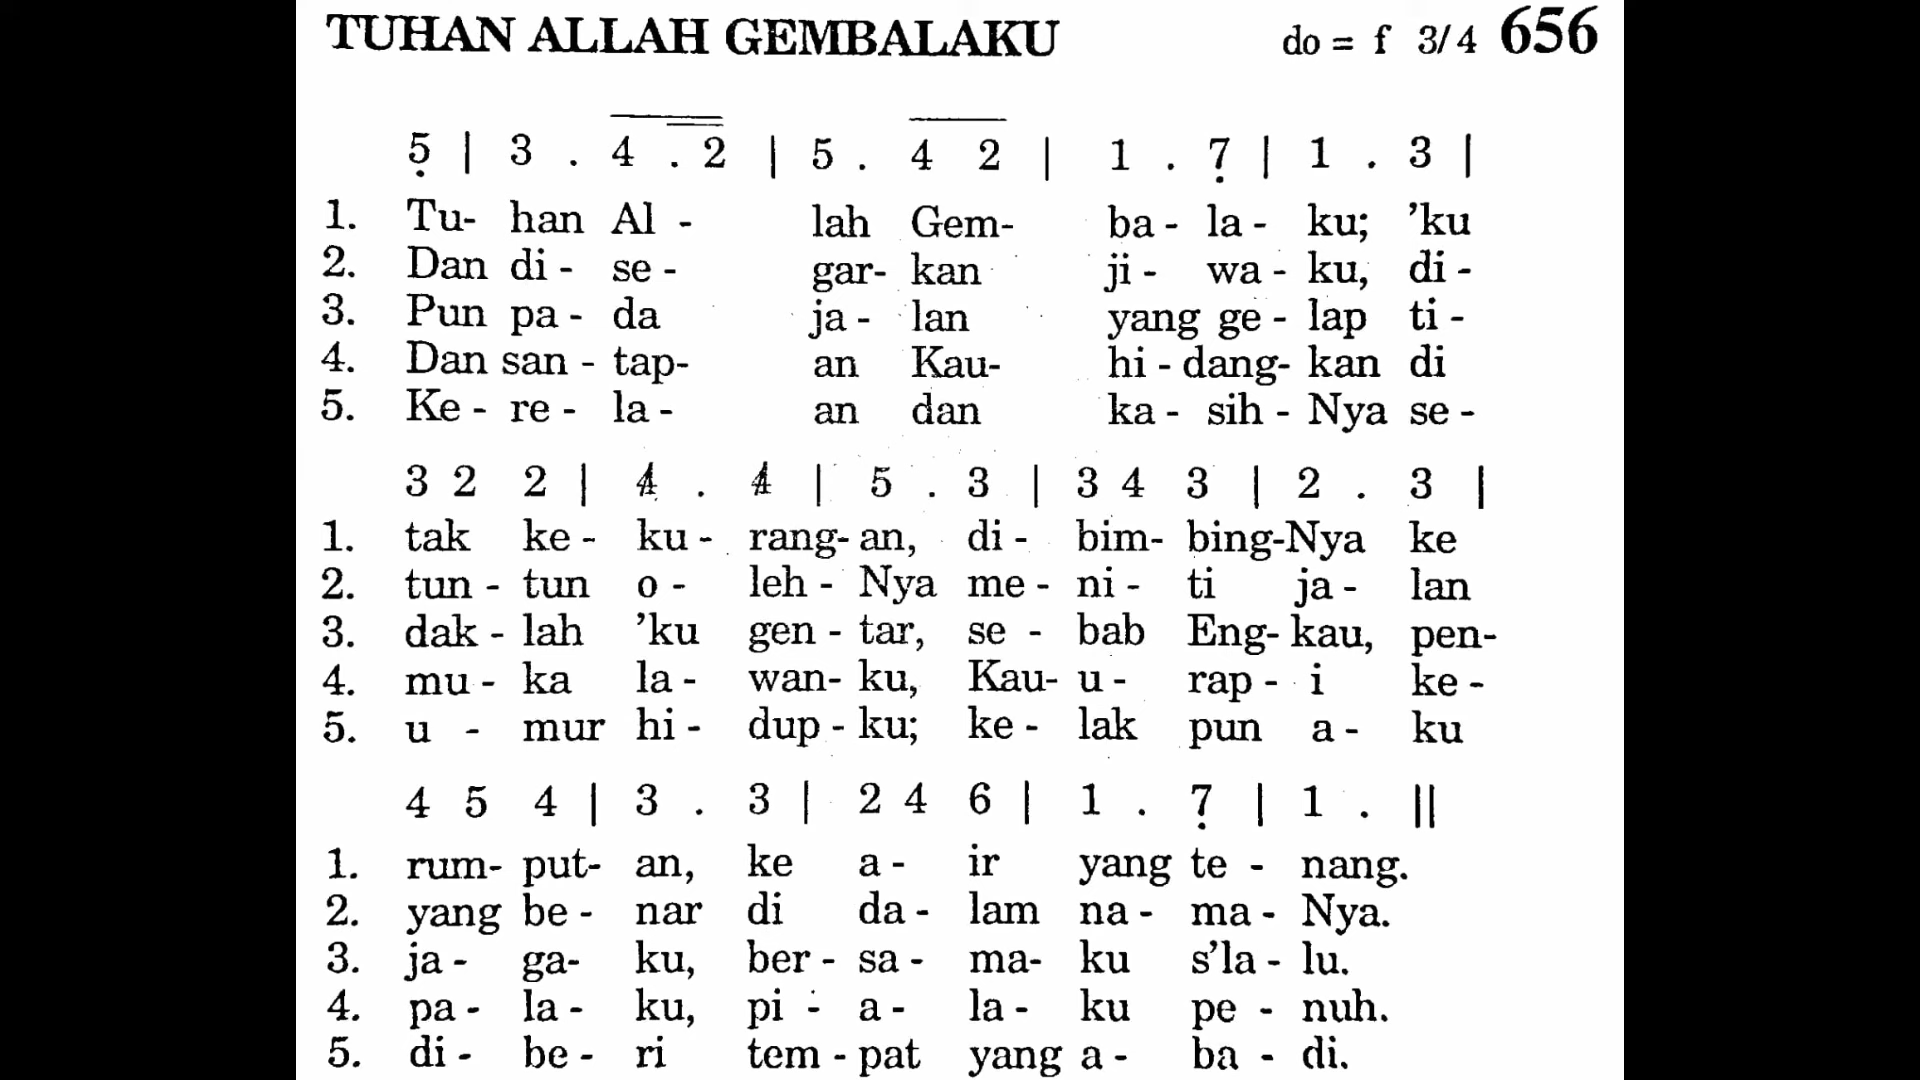 TUHAN ALLAH GEMBALAKU do = f 3/4 656
5̣ | 3 . 4 . 2 | 5 . 4 2 | 1 . 7̣ | 1 . 3 |
1. Tu- han Al - lah Gem- ba - la - ku; ’ku
2. Dan di - se - gar- kan ji - wa - ku, di -
3. Pun pa - da ja - lan yang ge - lap ti -
4. Dan san - tap- an Kau- hi - dang- kan di
5. Ke - re - la - an dan ka - sih - Nya se -
3 2 2 | 4 . 4 | 5 . 3 | 3 4 3 | 2 . 3 |
1. tak ke - ku - rang- an, di - bim- bing-Nya ke
2. tun - tun o - leh - Nya me - ni - ti ja - lan
3. dak - lah ’ku gen - tar, se - bab Eng- kau, pen-
4. mu - ka la - wan- ku, Kau- u - rap - i ke -
5. u - mur hi - dup - ku; ke - lak pun a - ku
4 5 4 | 3 . 3 | 2 4 6 | 1 . 7̣ | 1 . ||
1. rum- put- an, ke a - ir yang te - nang.
2. yang be - nar di da - lam na - ma - Nya.
3. ja - ga- ku, ber - sa - ma- ku s’la - lu.
4. pa - la - ku, pi - a - la - ku pe - nuh.
5. di - be - ri tem - pat yang a - ba - di.